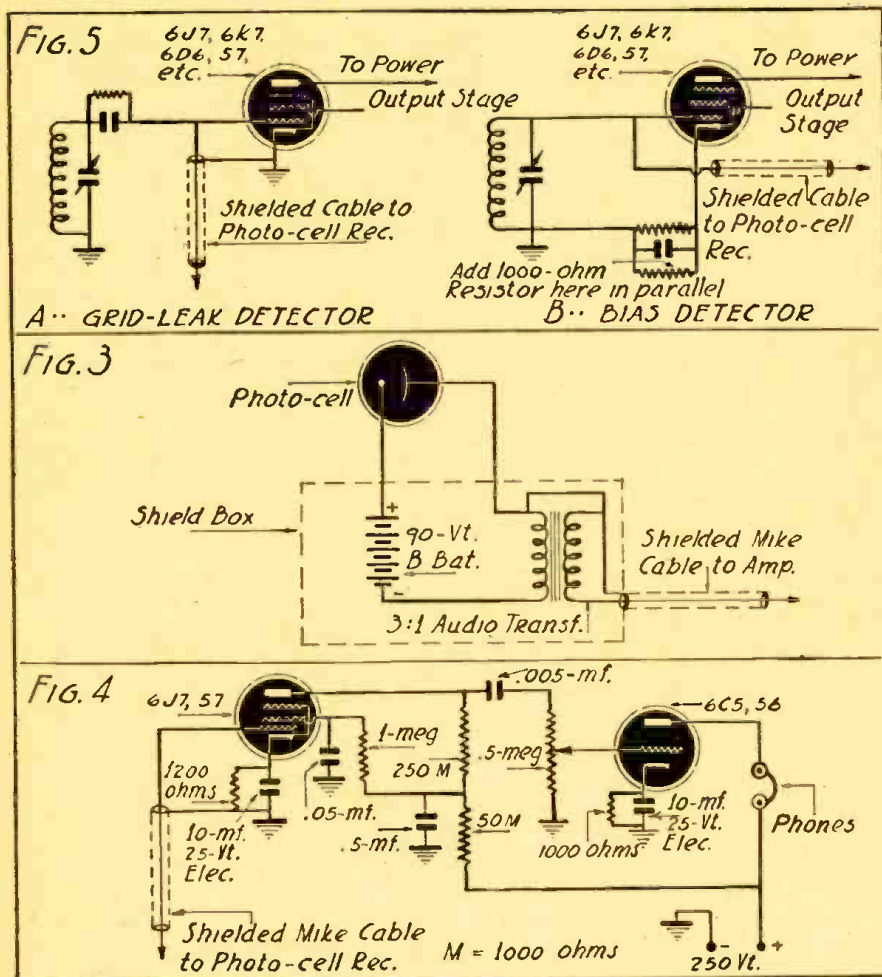 FIG. 5
6J7, 6K7,
6D6, 57,
etc.
To Power
Output Stage
Shielded Cable to
Photo-cell Rec.
A·· GRID-LEAK DETECTOR
6J7, 6K7,
6D6, 57,
etc.
To Power
Output
Stage
Shielded Cable
to Photo-cell
Rec.
Add 1000-ohm
Resistor here in parallel
B·· BIAS DETECTOR
FIG. 3
Photo-cell
Shield Box
+
90-Vt.
B Bat.
-
3:1 Audio Transf.
Shielded Mike
Cable to Amp.
FIG. 4
6J7, 57
1200
ohms
10-mf.
25-Vt.
Elec.
.05-mf.
1-meg
.5-mf.
250 M
50 M
.005-mf.
.5-meg
6C5, 56
1000 ohms
10-mf.
25-Vt.
Elec.
Phones
Shielded Mike Cable
to Photo-cell Rec.
M = 1000 ohms
- +
250 Vt.